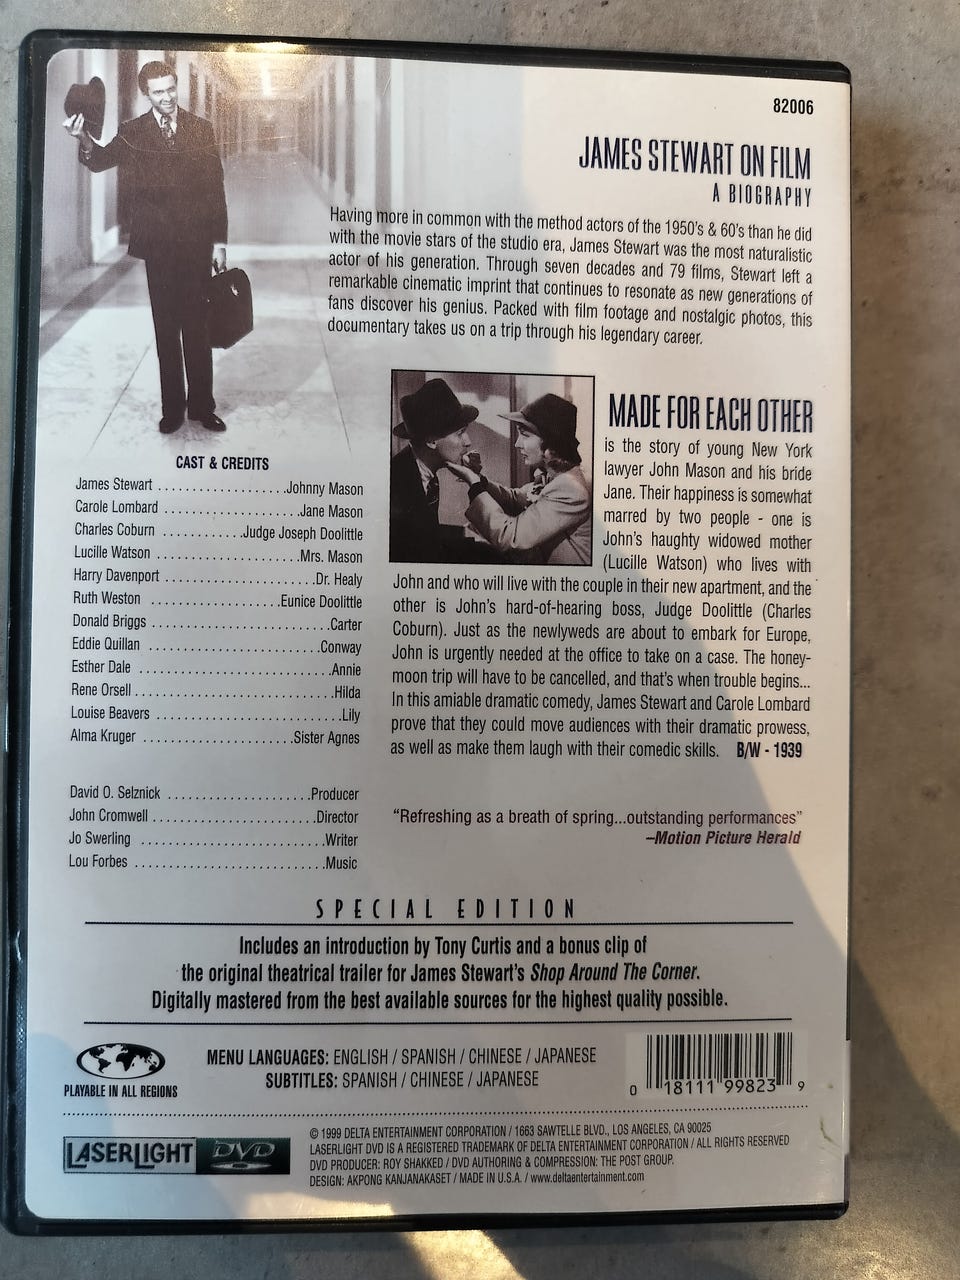 82006
JAMES STEWART ON FILM
A BIOGRAPHY
Having more in common with the method actors of the 1950's & 60's than he did
with the movie stars of the studio era, James Stewart was the most naturalistic
actor of his generation. Through seven decades and 79 films, Stewart left a
remarkable cinematic imprint that continues to resonate as new generations of
fans discover his genius. Packed with film footage and nostalgic photos, this
documentary takes us on a trip through his legendary career.
CAST & CREDITS
James Stewart . . . . . . . . . . . . . . . . . . .Johnny Mason
Carole Lombard . . . . . . . . . . . . . . . . . . . .Jane Mason
Charles Coburn . . . . . . . . . . . .Judge Joseph Doolittle
Lucille Watson . . . . . . . . . . . . . . . . . . . . .Mrs. Mason
Harry Davenport . . . . . . . . . . . . . . . . . . . . . .Dr. Healy
Ruth Weston . . . . . . . . . . . . . . . . . . .Eunice Doolittle
Donald Briggs . . . . . . . . . . . . . . . . . . . . . . . . . .Carter
Eddie Quillan . . . . . . . . . . . . . . . . . . . . . . . . .Conway
Esther Dale . . . . . . . . . . . . . . . . . . . . . . . . . . . .Annie
Rene Orsell . . . . . . . . . . . . . . . . . . . . . . . . . . . . .Hilda
Louise Beavers . . . . . . . . . . . . . . . . . . . . . . . . . . .Lily
Alma Kruger . . . . . . . . . . . . . . . . . . . . . .Sister Agnes
David O. Selznick . . . . . . . . . . . . . . . . . . . . .Producer
John Cromwell . . . . . . . . . . . . . . . . . . . . . . . .Director
Jo Swerling . . . . . . . . . . . . . . . . . . . . . . . . . . .Writer
Lou Forbes . . . . . . . . . . . . . . . . . . . . . . . . . . . .Music
MADE FOR EACH OTHER
is the story of young New York
lawyer John Mason and his bride
Jane. Their happiness is somewhat
marred by two people - one is
John's haughty widowed mother
(Lucille Watson) who lives with
John and who will live with the couple in their new apartment, and the
other is John's hard-of-hearing boss, Judge Doolittle (Charles
Coburn). Just as the newlyweds are about to embark for Europe,
John is urgently needed at the office to take on a case. The honey-
moon trip will have to be cancelled, and that's when trouble begins...
In this amiable dramatic comedy, James Stewart and Carole Lombard
prove that they could move audiences with their dramatic prowess,
as well as make them laugh with their comedic skills. B/W - 1939
"Refreshing as a breath of spring...outstanding performances"
–Motion Picture Herald
SPECIAL EDITION
Includes an introduction by Tony Curtis and a bonus clip of
the original theatrical trailer for James Stewart's Shop Around The Corner.
Digitally mastered from the best available sources for the highest quality possible.
PLAYABLE IN ALL REGIONS
MENU LANGUAGES: ENGLISH / SPANISH / CHINESE / JAPANESE
SUBTITLES: SPANISH / CHINESE / JAPANESE
0 18111 99823 9
LASERLIGHT DVD
© 1999 DELTA ENTERTAINMENT CORPORATION / 1663 SAWTELLE BLVD., LOS ANGELES, CA 90025
LASERLIGHT DVD IS A REGISTERED TRADEMARK OF DELTA ENTERTAINMENT CORPORATION / ALL RIGHTS RESERVED
DVD PRODUCER: ROY SHAKKED / DVD AUTHORING & COMPRESSION: THE POST GROUP.
DESIGN: AKPONG KANJANAKASET / MADE IN U.S.A. / www.deltaentertainment.com